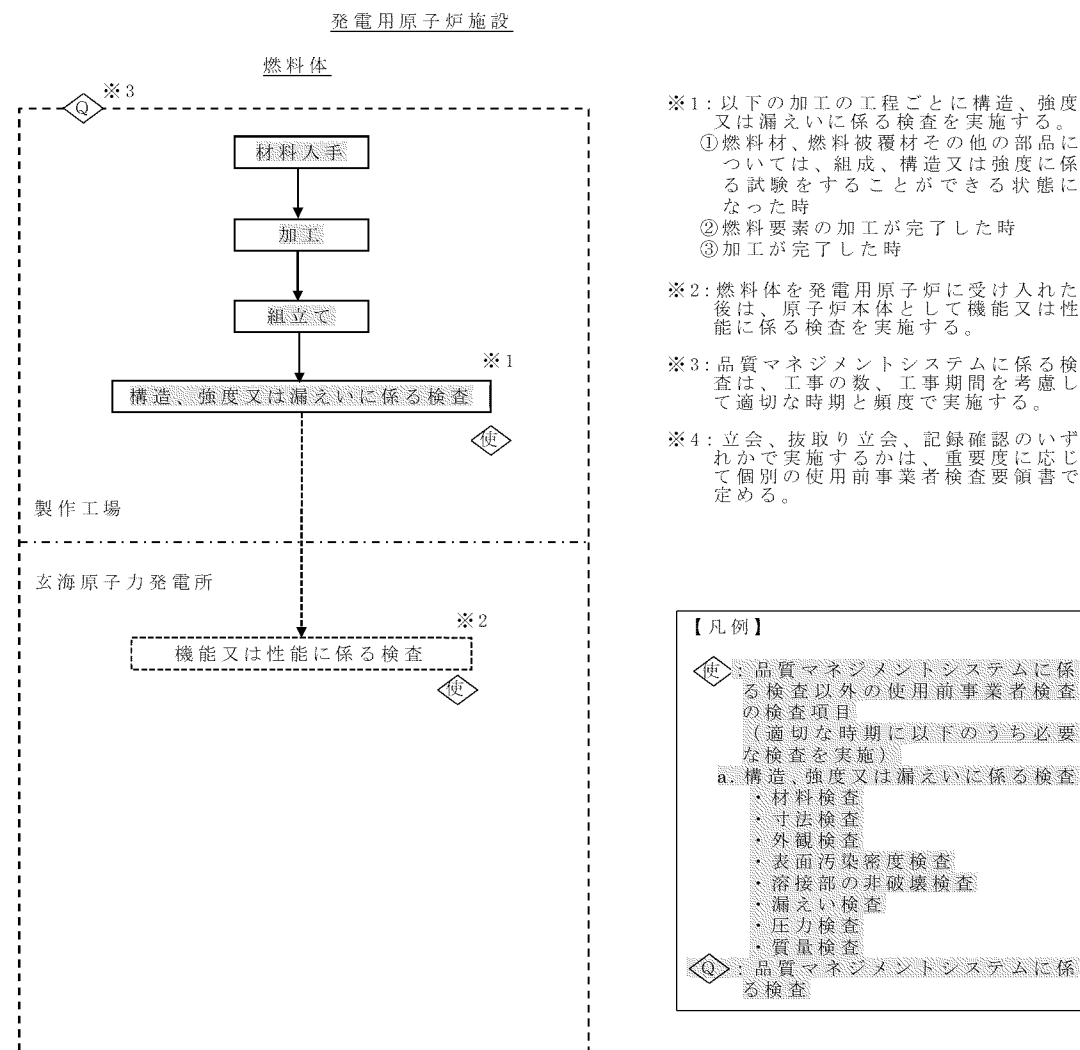 発電用原子炉施設
燃料体
Q
※3
材料入手
加工
組立て
※1
構造、強度又は漏えいに係る検査
使
製作工場
玄海原子力発電所
※2
機能又は性能に係る検査
使
※1:以下の加工の工程ごとに構造、強度
又は漏えいに係る検査を実施する。
①燃料材、燃料被覆材その他の部品に
ついては、組成、構造又は強度に係
る試験をすることができる状態に
なった時
②燃料要素の加工が完了した時
③加工が完了した時
※2:燃料体を発電用原子炉に受け入れた
後は、原子炉本体として機能又は性
能に係る検査を実施する。
※3:品質マネジメントシステムに係る検
査は、工事の数、工事期間を考慮し
て適切な時期と頻度で実施する。
※4:立会、抜取り立会、記録確認のいず
れかで実施するかは、重要度に応じ
て個別の使用前事業者検査要領書で
定める。
【凡例】
使:品質マネジメントシステムに係
る検査以外の使用前事業者検査
の検査項目
(適切な時期に以下のうち必要
な検査を実施)
a.構造、強度又は漏えいに係る検査
・材料検査
・寸法検査
・外観検査
・表面汚染密度検査
・溶接部の非破壊検査
・漏えい検査
・圧力検査
・質量検査
Q:品質マネジメントシステムに係
る検査